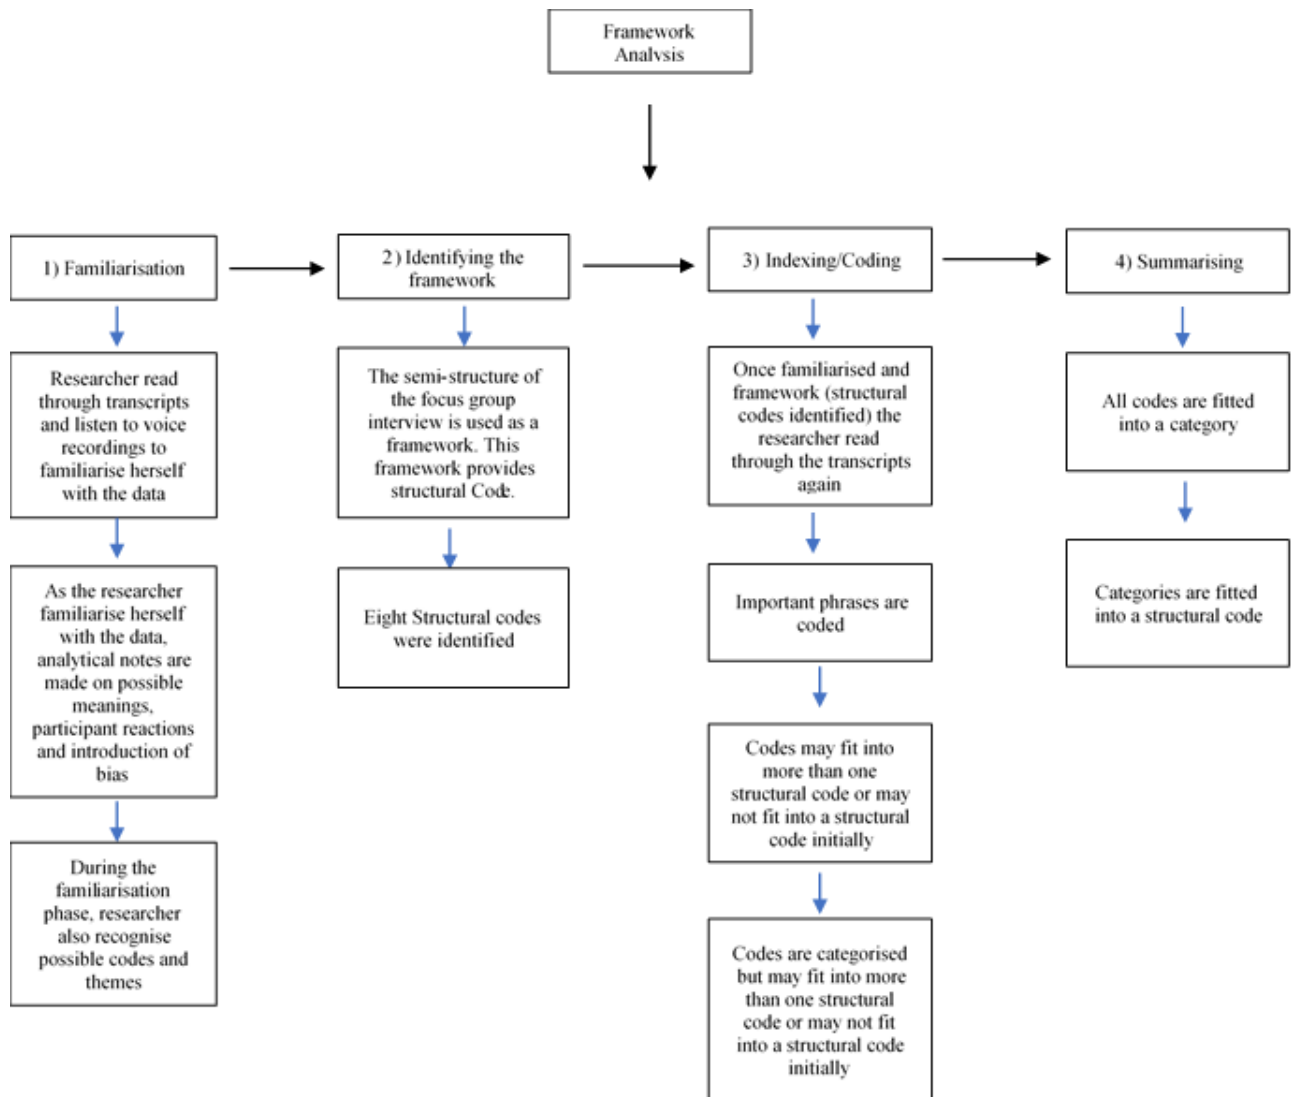 Framework
Analysis
1) Familiarisation
2) Identifying the
framework
3) Indexing/Coding
4) Summarising
Researcher read
through transcripts
and listen to voice
recordings to
familiarise herself
with the data
As the researcher
familiarise herself
with the data,
analytical notes are
made on possible
meanings,
participant reactions
and introduction of
bias
During the
familiarisation
phase, researcher
also recognise
possible codes and
themes
The semi-structure of
the focus group
interview is used as a
framework. This
framework provides
structural Code.
Eight Structural codes
were identified
Once familiarised and
framework (structural
codes identified) the
researcher read
through the transcripts
again
Important phrases are
coded
Codes may fit into
more than one
structural code or may
not fit into a structural
code initially
Codes are categorised
but may fit into more
than one structural
code or may not fit
into a structural code
initially
All codes are fitted
into a category
Categories are fitted
into a structural code